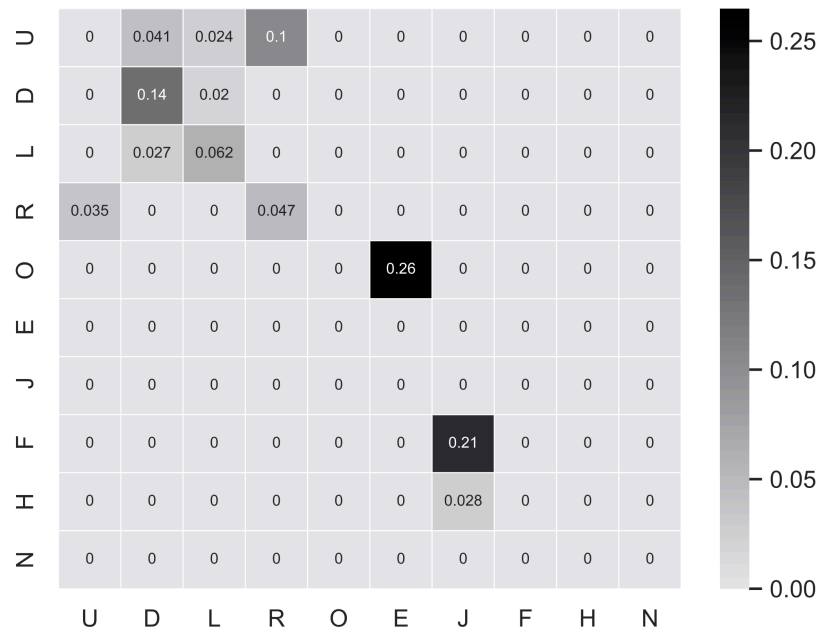 U 0 0.041 0.024 0.1 0 0 0 0 0 0
D 0 0.14 0.02 0 0 0 0 0 0 0
L 0 0.027 0.062 0 0 0 0 0 0 0
R 0.035 0 0 0.047 0 0 0 0 0 0
O 0 0 0 0 0 0.26 0 0 0 0
E 0 0 0 0 0 0 0 0 0 0
J 0 0 0 0 0 0 0 0 0 0
F 0 0 0 0 0 0 0.21 0 0 0
H 0 0 0 0 0 0 0.028 0 0 0
N 0 0 0 0 0 0 0 0 0 0
U D L R O E J F H N
0.25
0.20
0.15
0.10
0.05
0.00